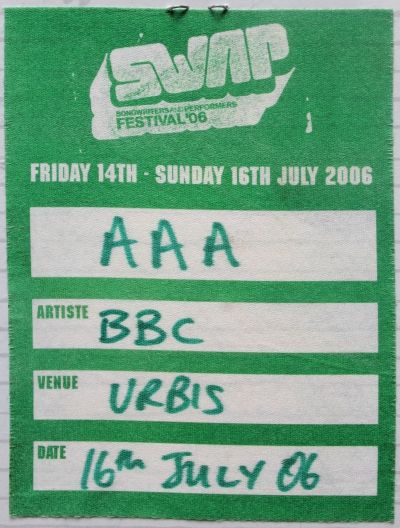 SWAP
SONGWRITERS AND PERFORMERS
FESTIVAL '06
FRIDAY 14TH - SUNDAY 16TH JULY 2006
AAA
ARTISTE BBC
VENUE URBIS
DATE 16th JULY 06